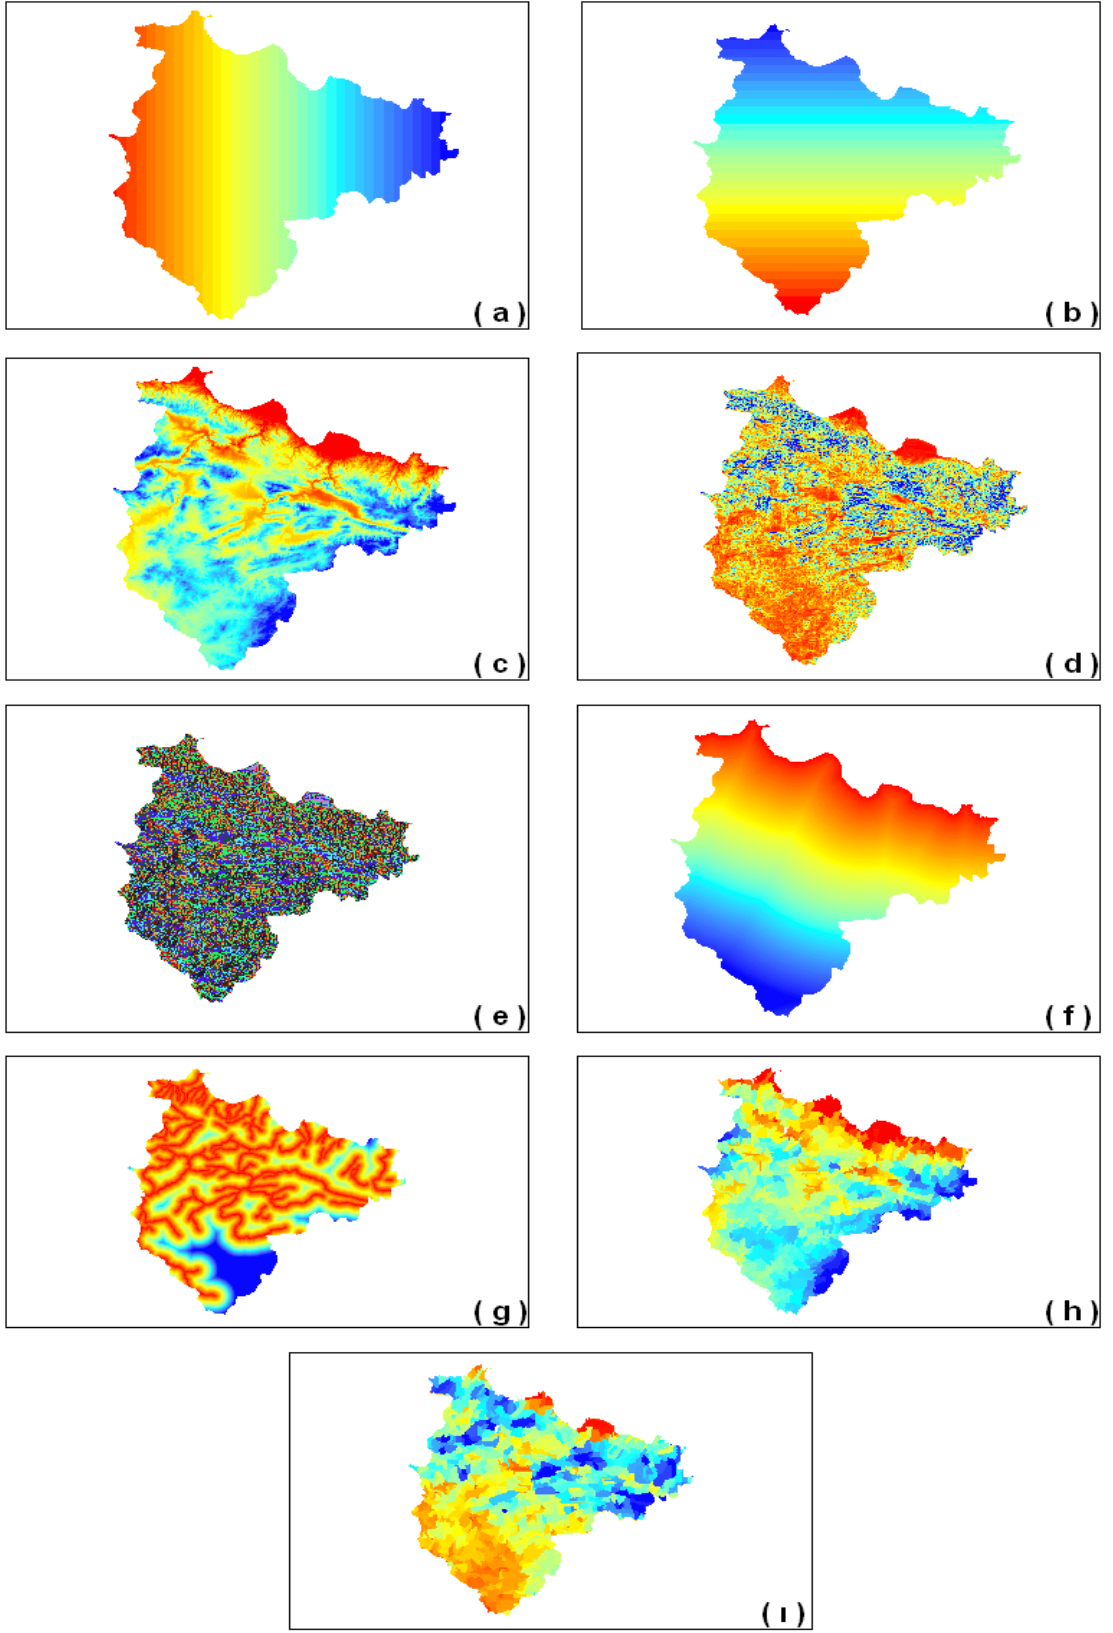 ( a )
( b )
( c )
( d )
( e )
( f )
( g )
( h )
( ı )